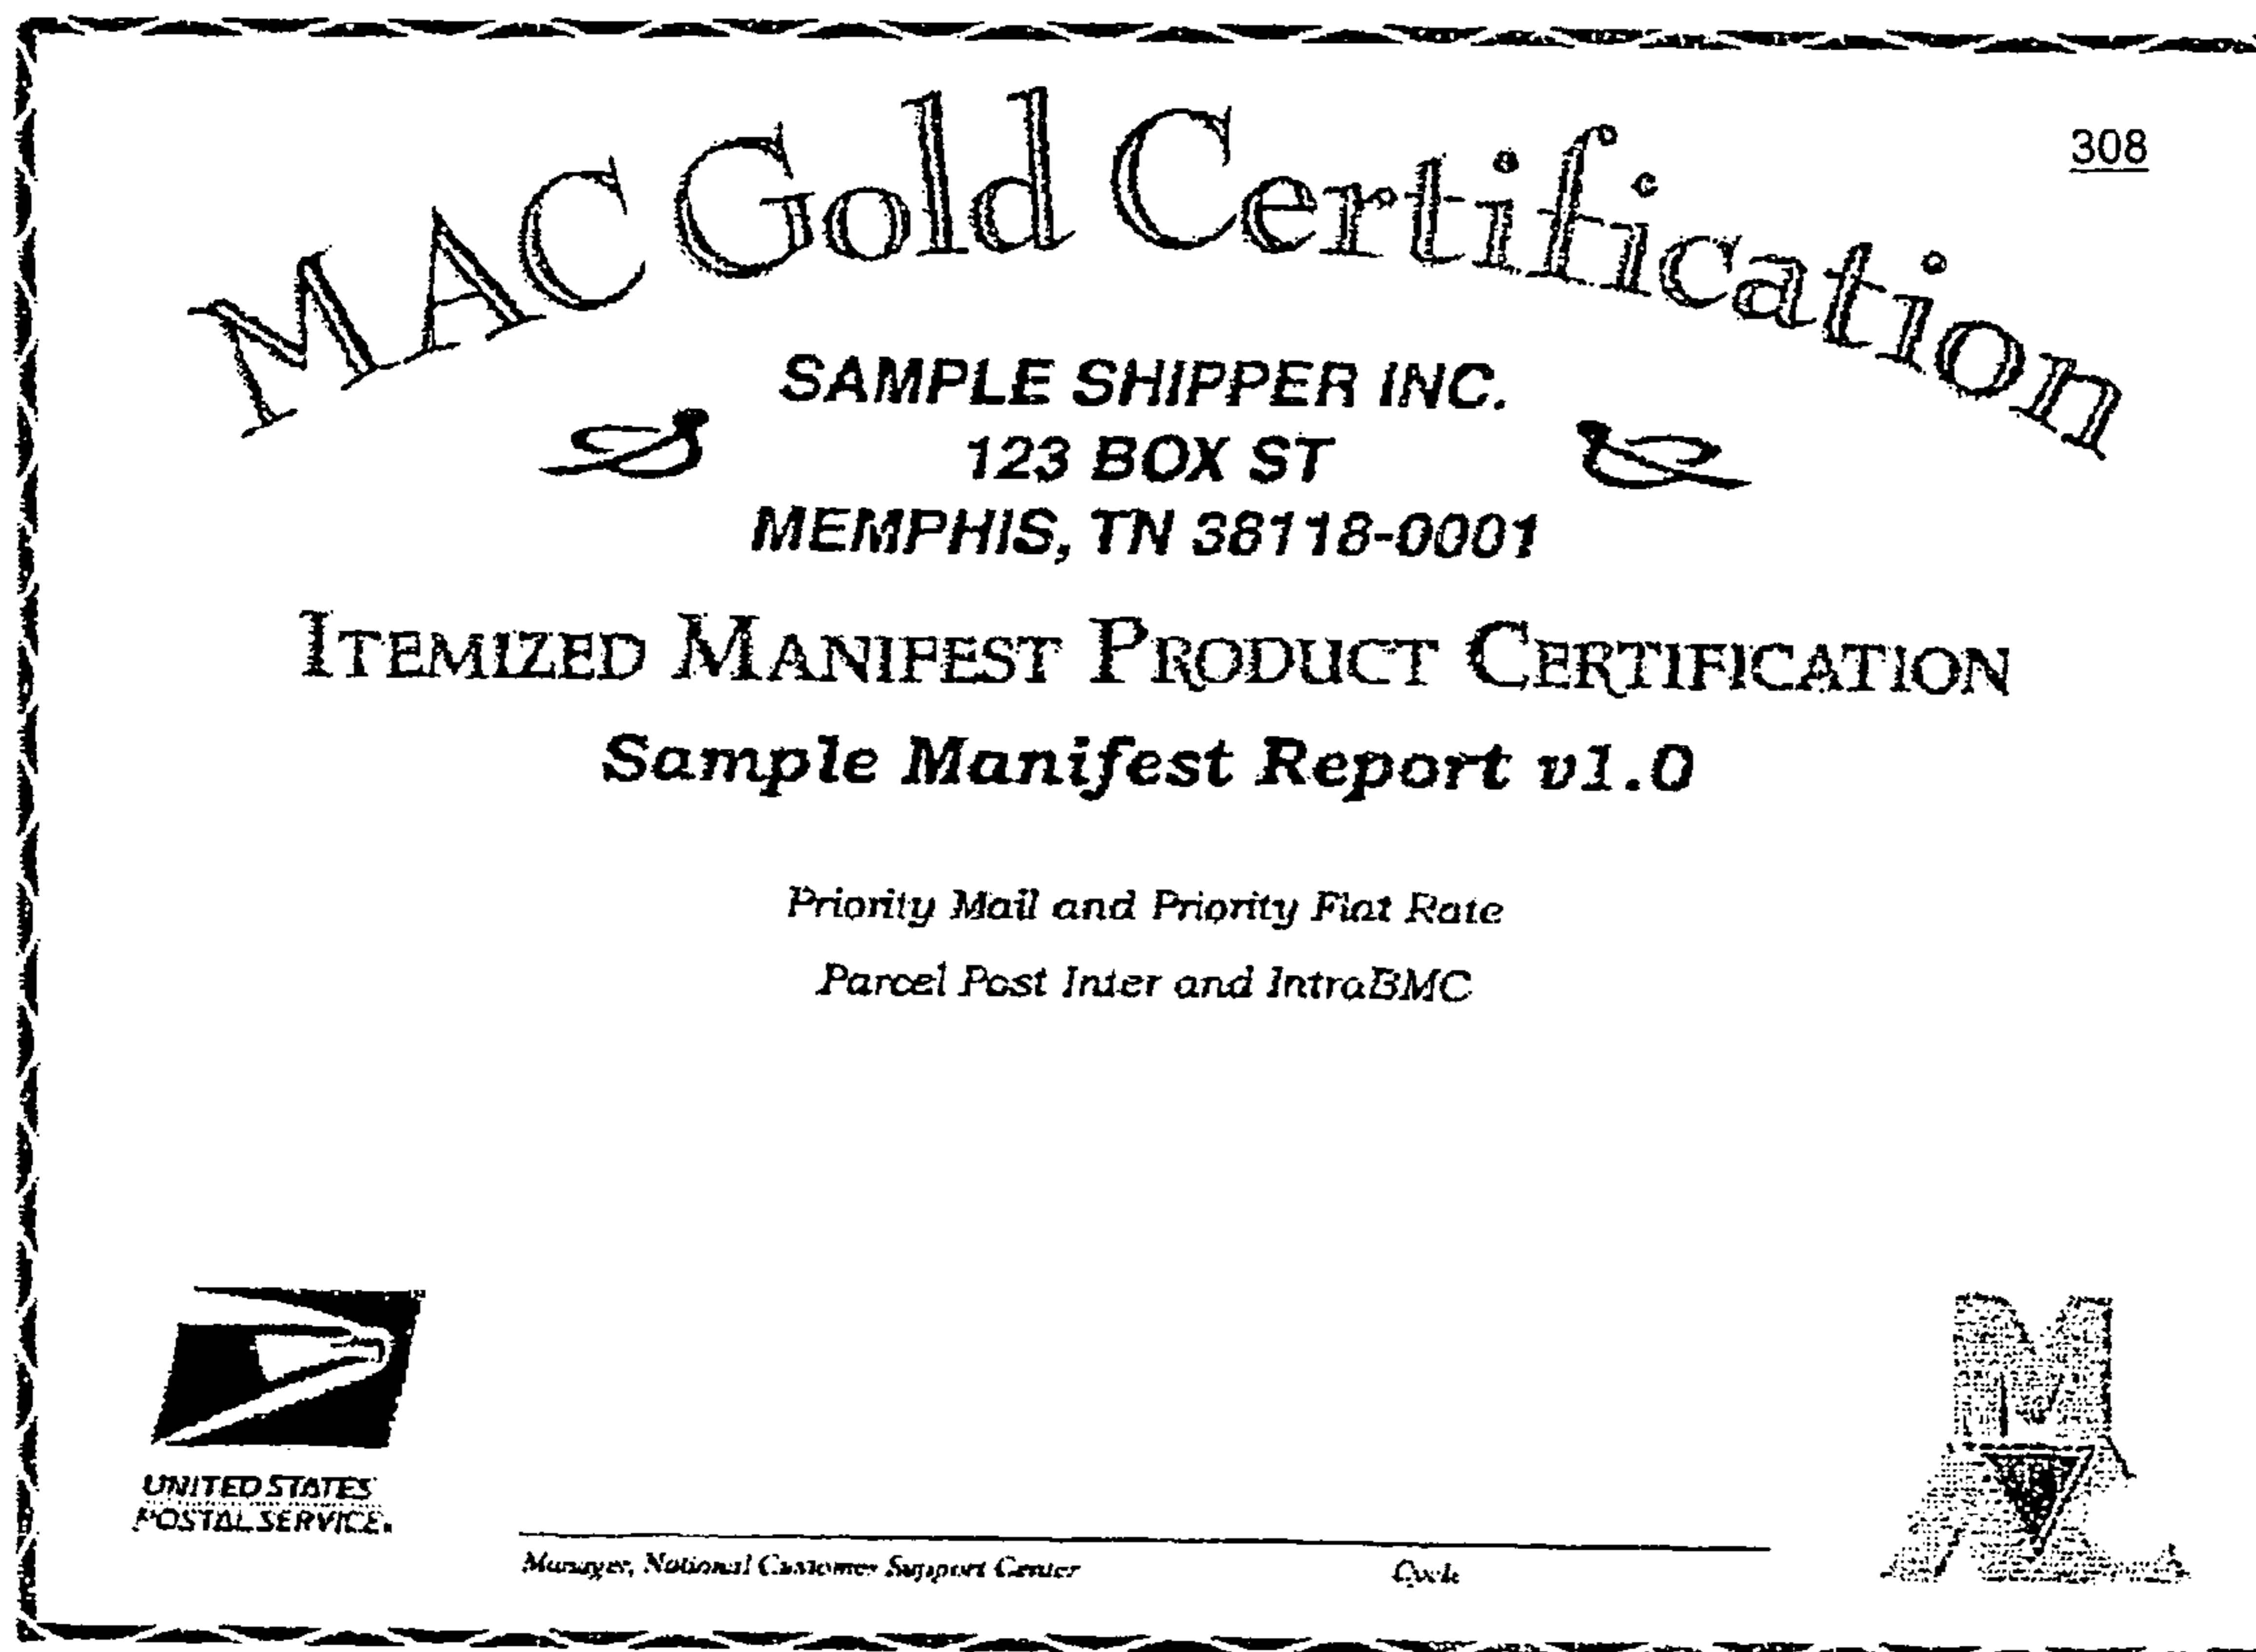 308
MAC Gold Certification
SAMPLE SHIPPER INC.
123 BOX ST
MEMPHIS, TN 38118-0001
ITEMIZED MANIFEST PRODUCT CERTIFICATION
Sample Manifest Report v1.0
Priority Mail and Priority Flat Rate
Parcel Post Inter and IntraBMC
UNITED STATES
POSTAL SERVICE
Manager, National Customer Support Center Cycle
MAC